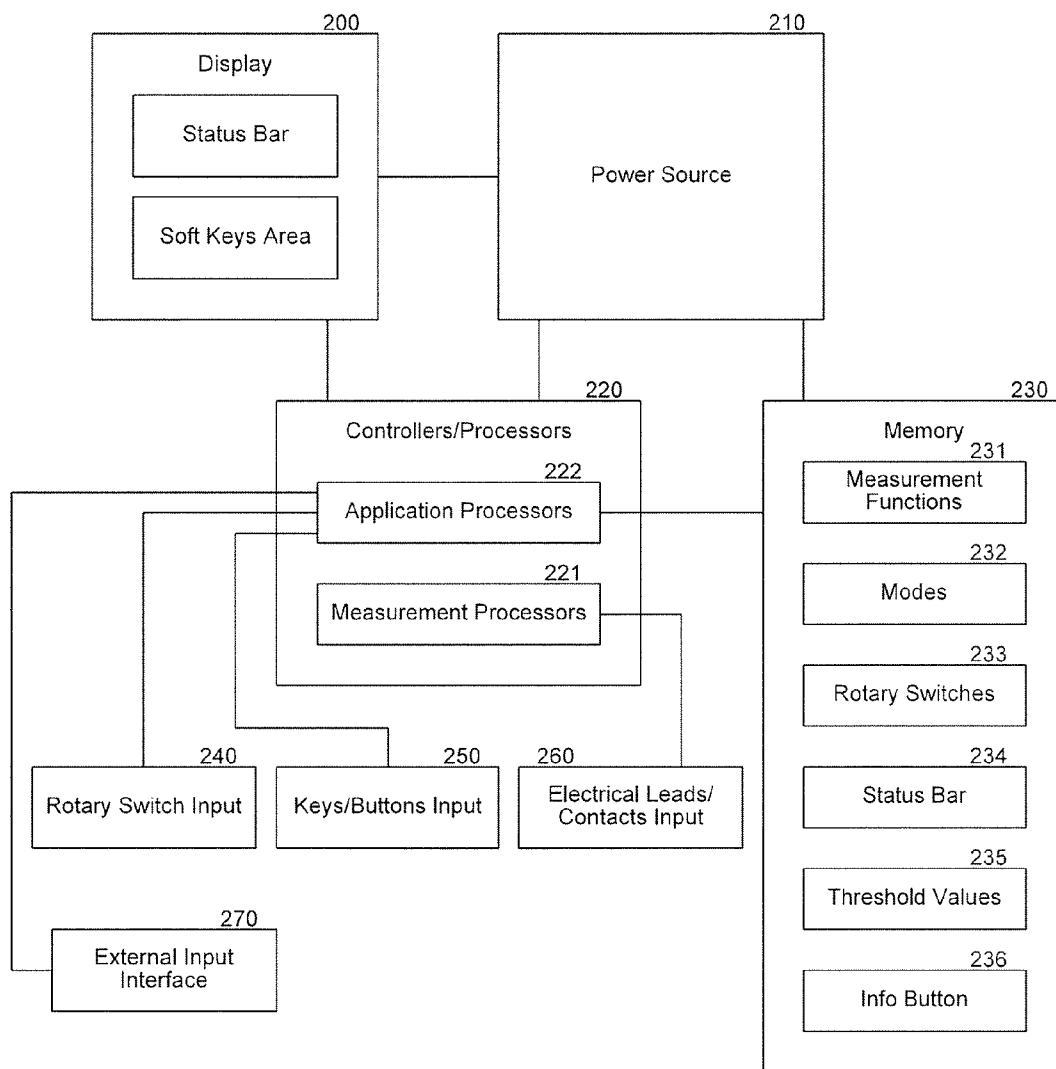 200
Display
Status Bar
Soft Keys Area
210
Power Source
220
Controllers/Processors
222
Application Processors
221
Measurement Processors
230
Memory
231
Measurement
Functions
232
Modes
233
Rotary Switches
234
Status Bar
235
Threshold Values
236
Info Button
240
Rotary Switch Input
250
Keys/Buttons Input
260
Electrical Leads/
Contacts Input
270
External Input
Interface